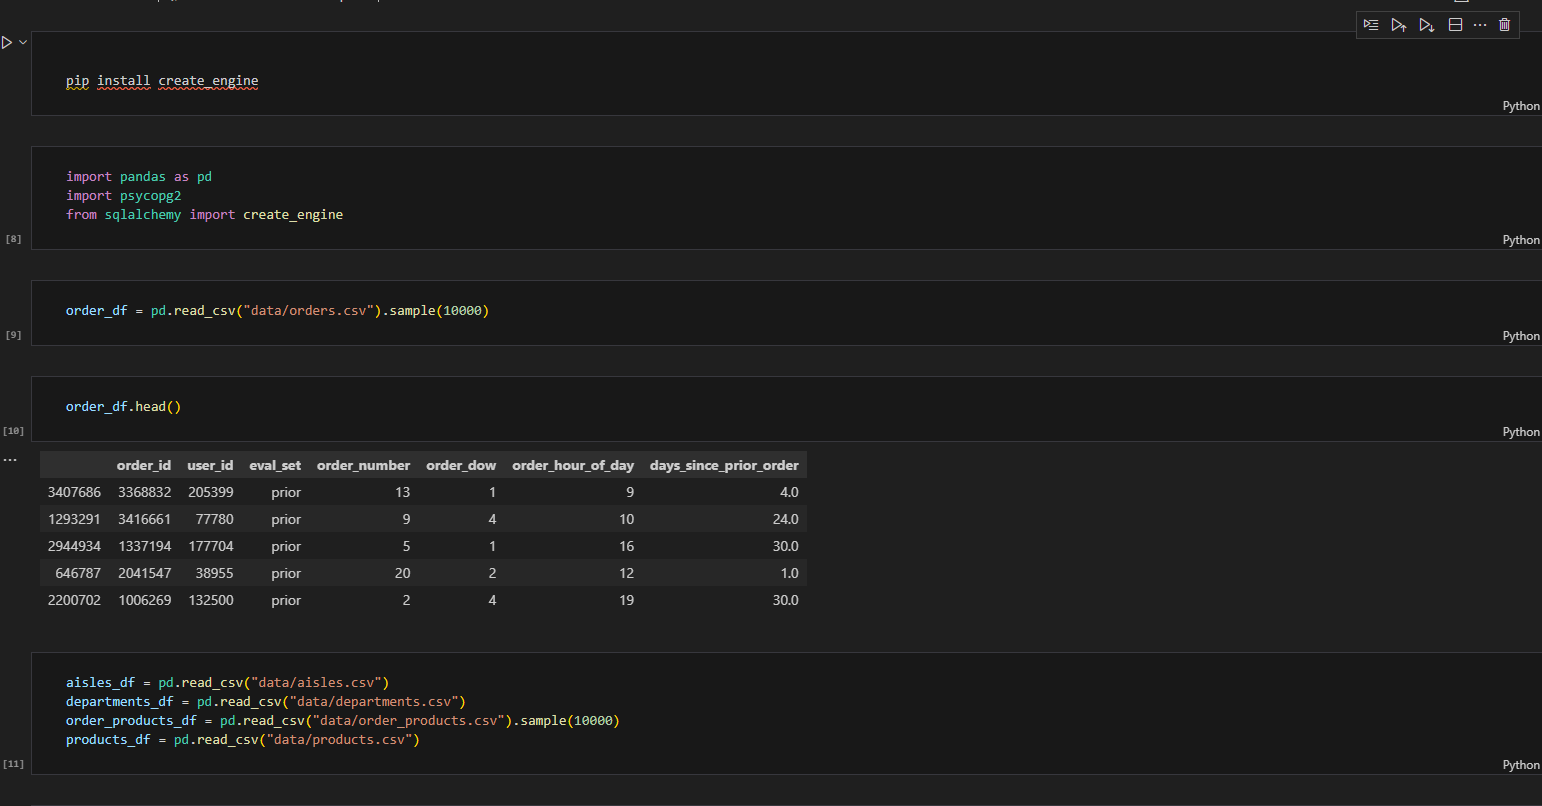 pip install create_engine
Python
import pandas as pd
import psycopg2
from sqlalchemy import create_engine
[8]
Python
order_df = pd.read_csv("data/orders.csv").sample(10000)
[9]
Python
order_df.head()
[10]
Python
...
order_id user_id eval_set order_number order_dow order_hour_of_day days_since_prior_order
3407686 3368832 205399 prior 13 1 9 4.0
1293291 3416661 77780 prior 9 4 10 24.0
2944934 1337194 177704 prior 5 1 16 30.0
646787 2041547 38955 prior 20 2 12 1.0
2200702 1006269 132500 prior 2 4 19 30.0
aisles_df = pd.read_csv("data/aisles.csv")
departments_df = pd.read_csv("data/departments.csv")
order_products_df = pd.read_csv("data/order_products.csv").sample(10000)
products_df = pd.read_csv("data/products.csv")
[11]
Python